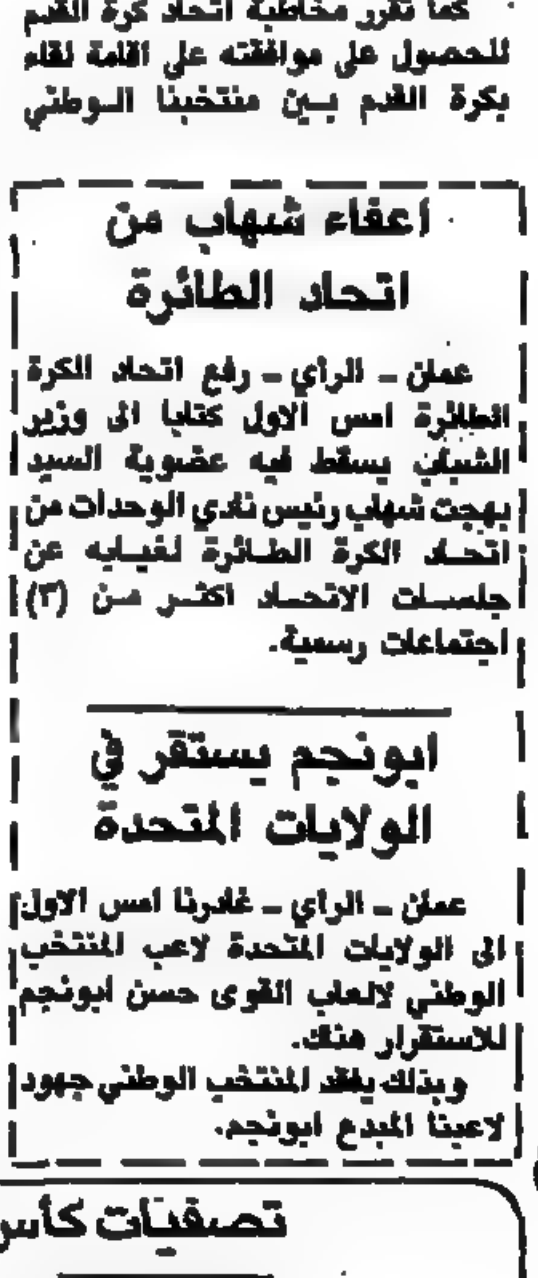 كما تقرر مخاطبة اتحاد كرة القدم
للحصول على موافقته على اقامة لقاء
بكرة القدم بين منتخبنا الوطني
اعفاء شهاب من
اتحاد الطائرة
عمان - الرأي - رفع اتحاد الكرة
الطائرة امس الاول كتابا الى وزير
الشباب يسقط فيه عضوية السيد
بهجت شهاب رئيس نادي الوحدات من
اتحاد الكرة الطائرة لغيابه عن
جلسات الاتحاد اكثر من (٣)
اجتماعات رسمية.
ابونجم يستقر في
الولايات المتحدة
عمان - الرأي - غادرنا امس الاول
الى الولايات المتحدة لاعب المنتخب
الوطني لالعاب القوى حسن ابونجم
للاستقرار هناك.
وبذلك يفقد المنتخب الوطني جهود
لاعبنا المبدع ابونجم.
تصفيات كأس